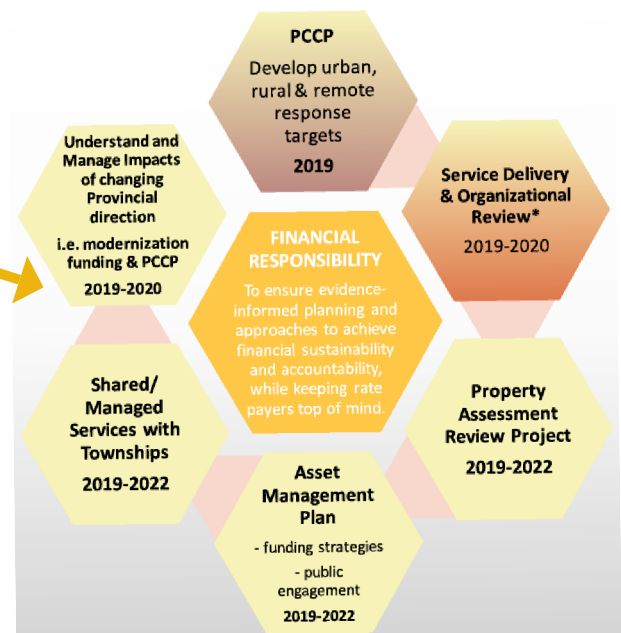 PCCP
Develop urban,
rural & remote
response
targets
2019
Service Delivery
& Organizational
Review*
2019-2020
Property
Assessment
Review Project
2019-2022
Asset
Management
Plan
- funding strategies
- public
engagement
2019-2022
Shared/
Managed
Services with
Townships
2019-2022
Understand and
Manage Impacts
of changing
Provincial
direction
i.e. modernization
funding & PCCP
2019-2020
FINANCIAL
RESPONSIBILITY
To ensure evidence-
informed planning and
approaches to achieve
financial sustainability
and accountability,
while keeping rate
payers top of mind.